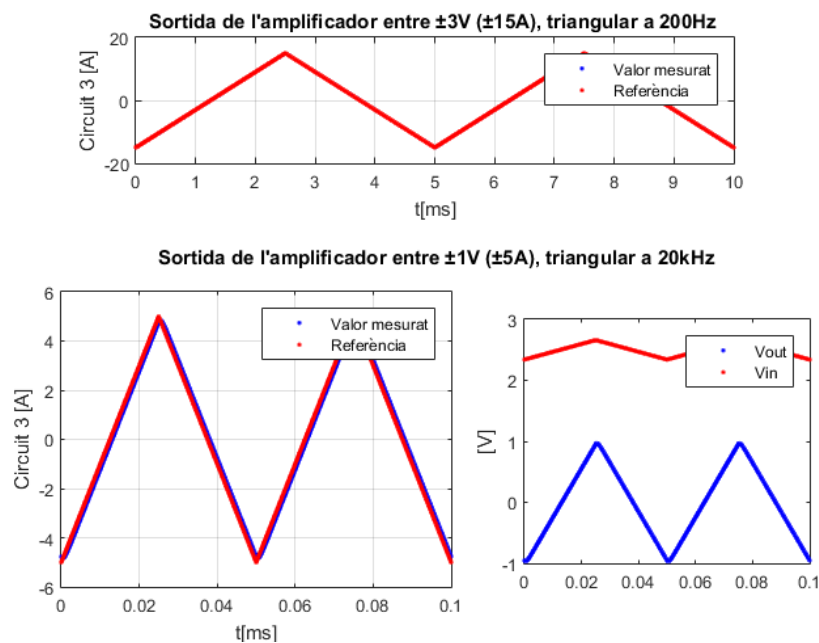 Sortida de l'amplificador entre ±3V (±15A), triangular a 200Hz
Circuit 3 [A]
20
0
-20
Valor mesurat
Referència
0 1 2 3 4 5 6 7 8 9 10
t[ms]
Sortida de l'amplificador entre ±1V (±5A), triangular a 20kHz
Circuit 3 [A]
6
4
2
0
-2
-4
-6
Valor mesurat
Referència
0 0.02 0.04 0.06 0.08 0.1
t[ms]
[V]
3
2
1
0
-1
Vout
Vin
0 0.02 0.04 0.06 0.08 0.1